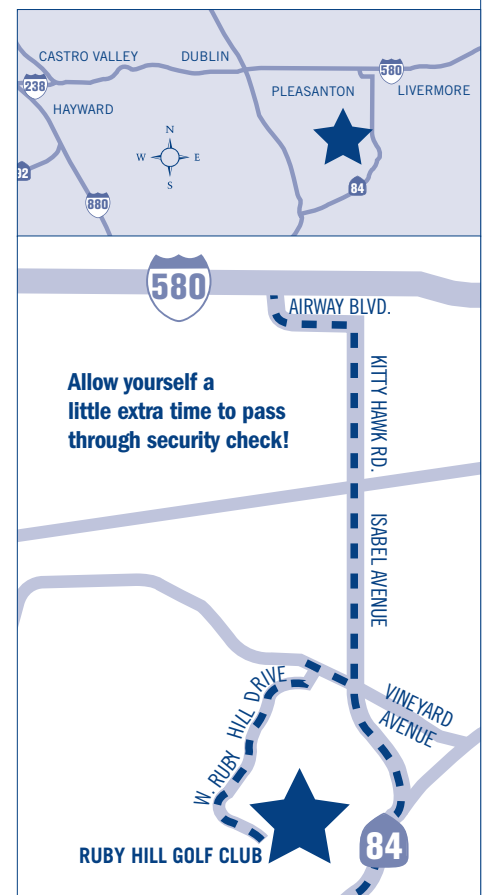 CASTRO VALLEY
DUBLIN
580
238
PLEASANTON
LIVERMORE
HAYWARD
N
W
E
S
92
84
880
580
AIRWAY BLVD.
KITTY HAWK RD.
Allow yourself a
little extra time to pass
through security check!
ISABEL AVENUE
W. RUBY HILL DRIVE
VINEYARD
AVENUE
RUBY HILL GOLF CLUB
84